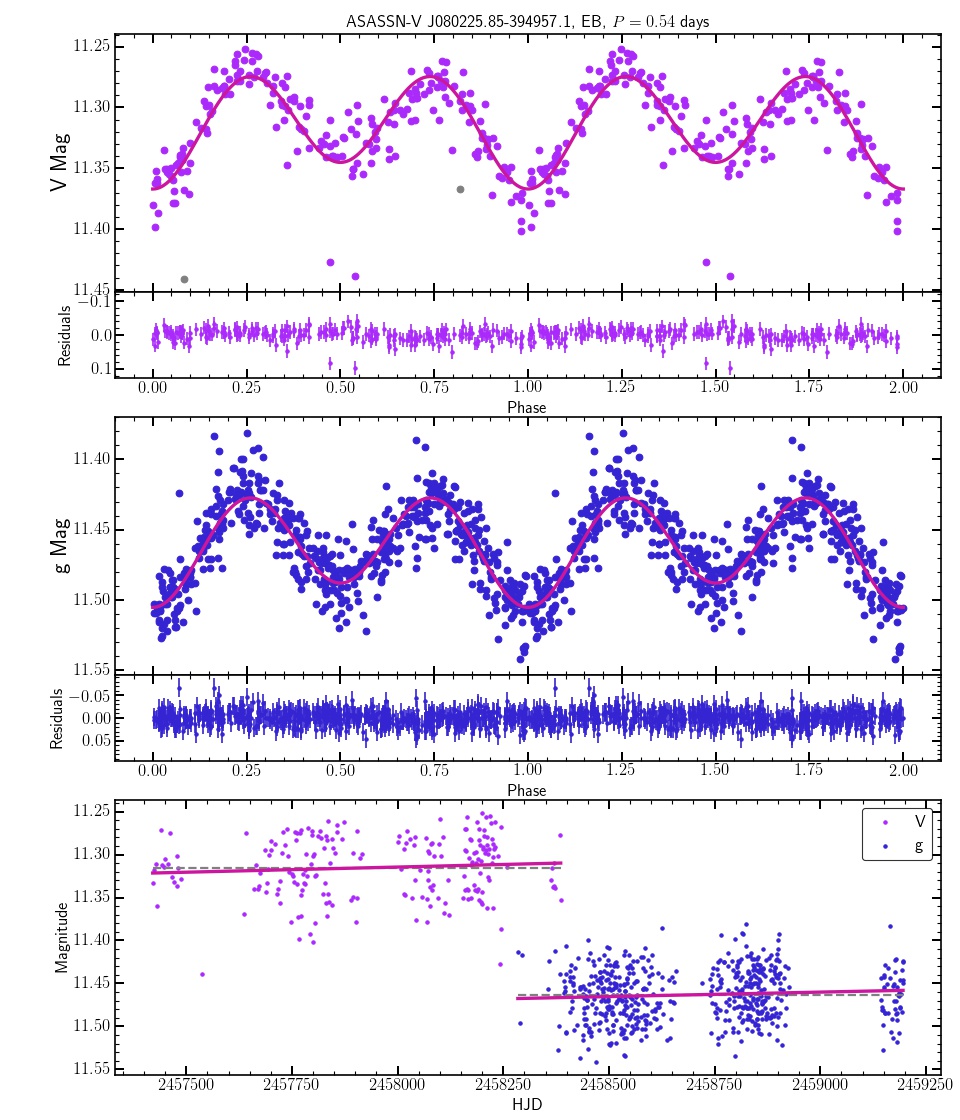 ASASSN-V J080225.85-394957.1, EB, P = 0.54 days
11.25
11.30
11.35
11.40
11.45
V Mag
−0.1
0.0
0.1
Residuals
0.00 0.25 0.50 0.75 1.00 1.25 1.50 1.75 2.00
Phase
11.40
11.45
11.50
11.55
g Mag
−0.05
0.00
0.05
Residuals
0.00 0.25 0.50 0.75 1.00 1.25 1.50 1.75 2.00
Phase
11.25
11.30
11.35
11.40
11.45
11.50
11.55
Magnitude
V
g
2457500 2457750 2458000 2458250 2458500 2458750 2459000 2459250
HJD